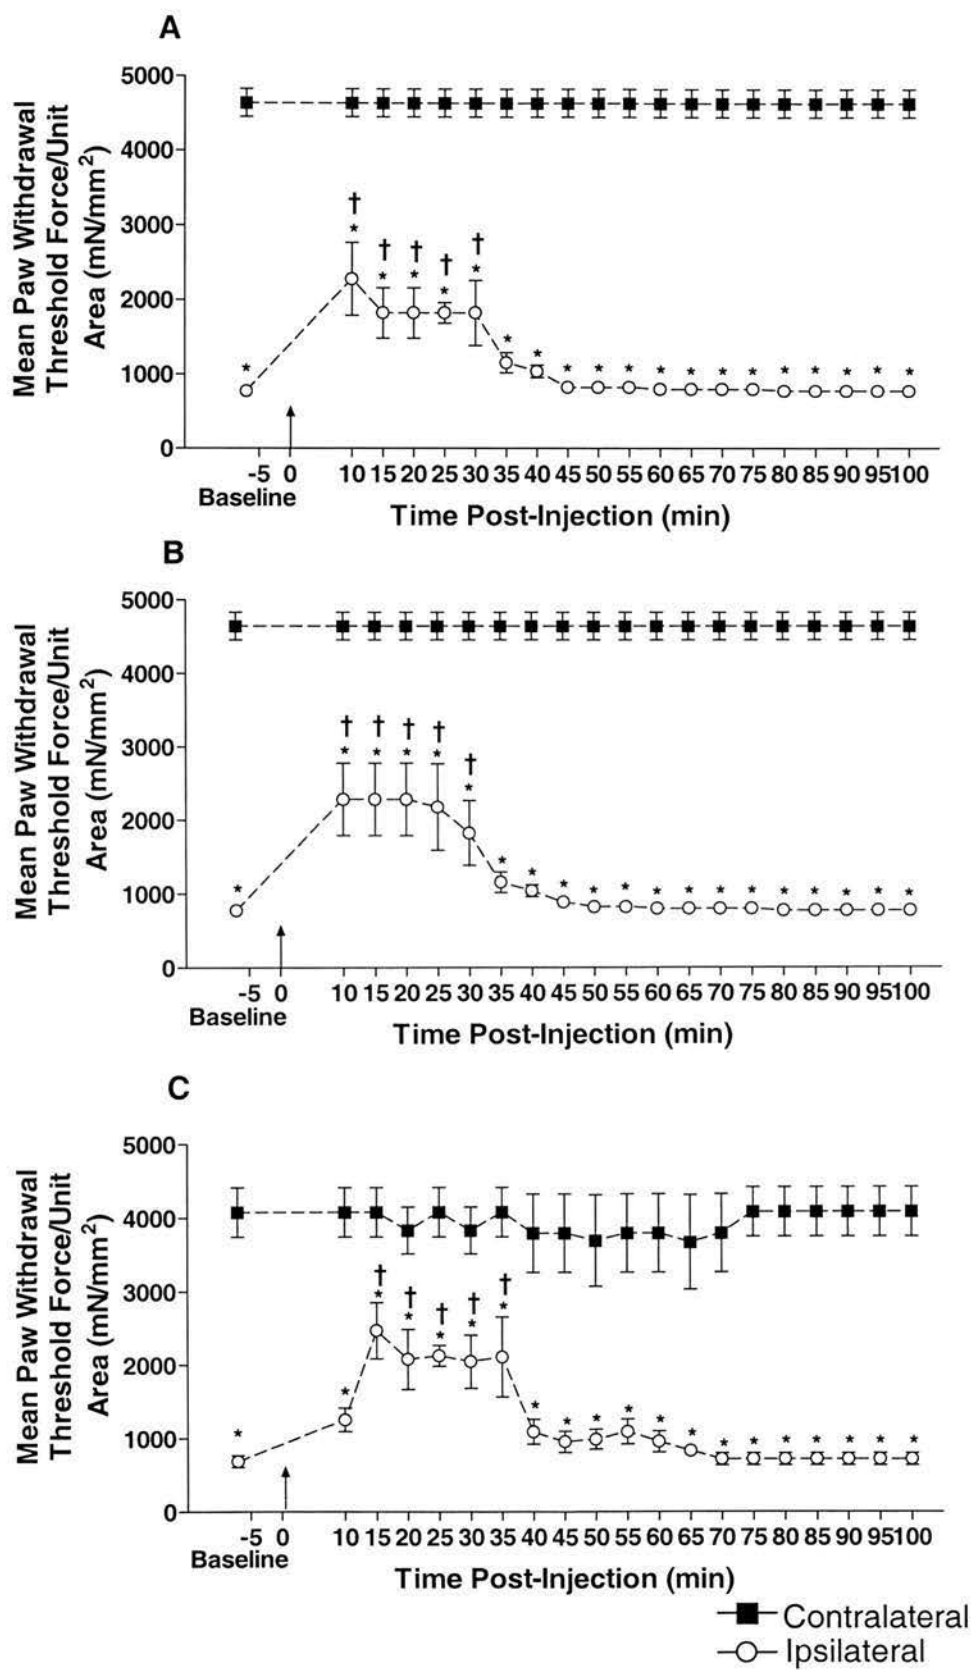 A
Mean Paw Withdrawal
Threshold Force/Unit
Area (mN/mm²)
5000
4000
3000
2000
1000
0
† † † † †
* * * * * * * * * * * * * * * * * * * *
-5 0 10 15 20 25 30 35 40 45 50 55 60 65 70 75 80 85 90 95 100
Baseline
Time Post-Injection (min)
B
Mean Paw Withdrawal
Threshold Force/Unit
Area (mN/mm²)
5000
4000
3000
2000
1000
0
† † † † †
* * * * * * * * * * * * * * * * * * * *
-5 0 10 15 20 25 30 35 40 45 50 55 60 65 70 75 80 85 90 95 100
Baseline
Time Post-Injection (min)
C
Mean Paw Withdrawal
Threshold Force/Unit
Area (mN/mm²)
5000
4000
3000
2000
1000
0
† † † † †
* * * * * * * * * * * * * * * * * * * *
-5 0 10 15 20 25 30 35 40 45 50 55 60 65 70 75 80 85 90 95 100
Baseline
Time Post-Injection (min)
Contralateral
Ipsilateral